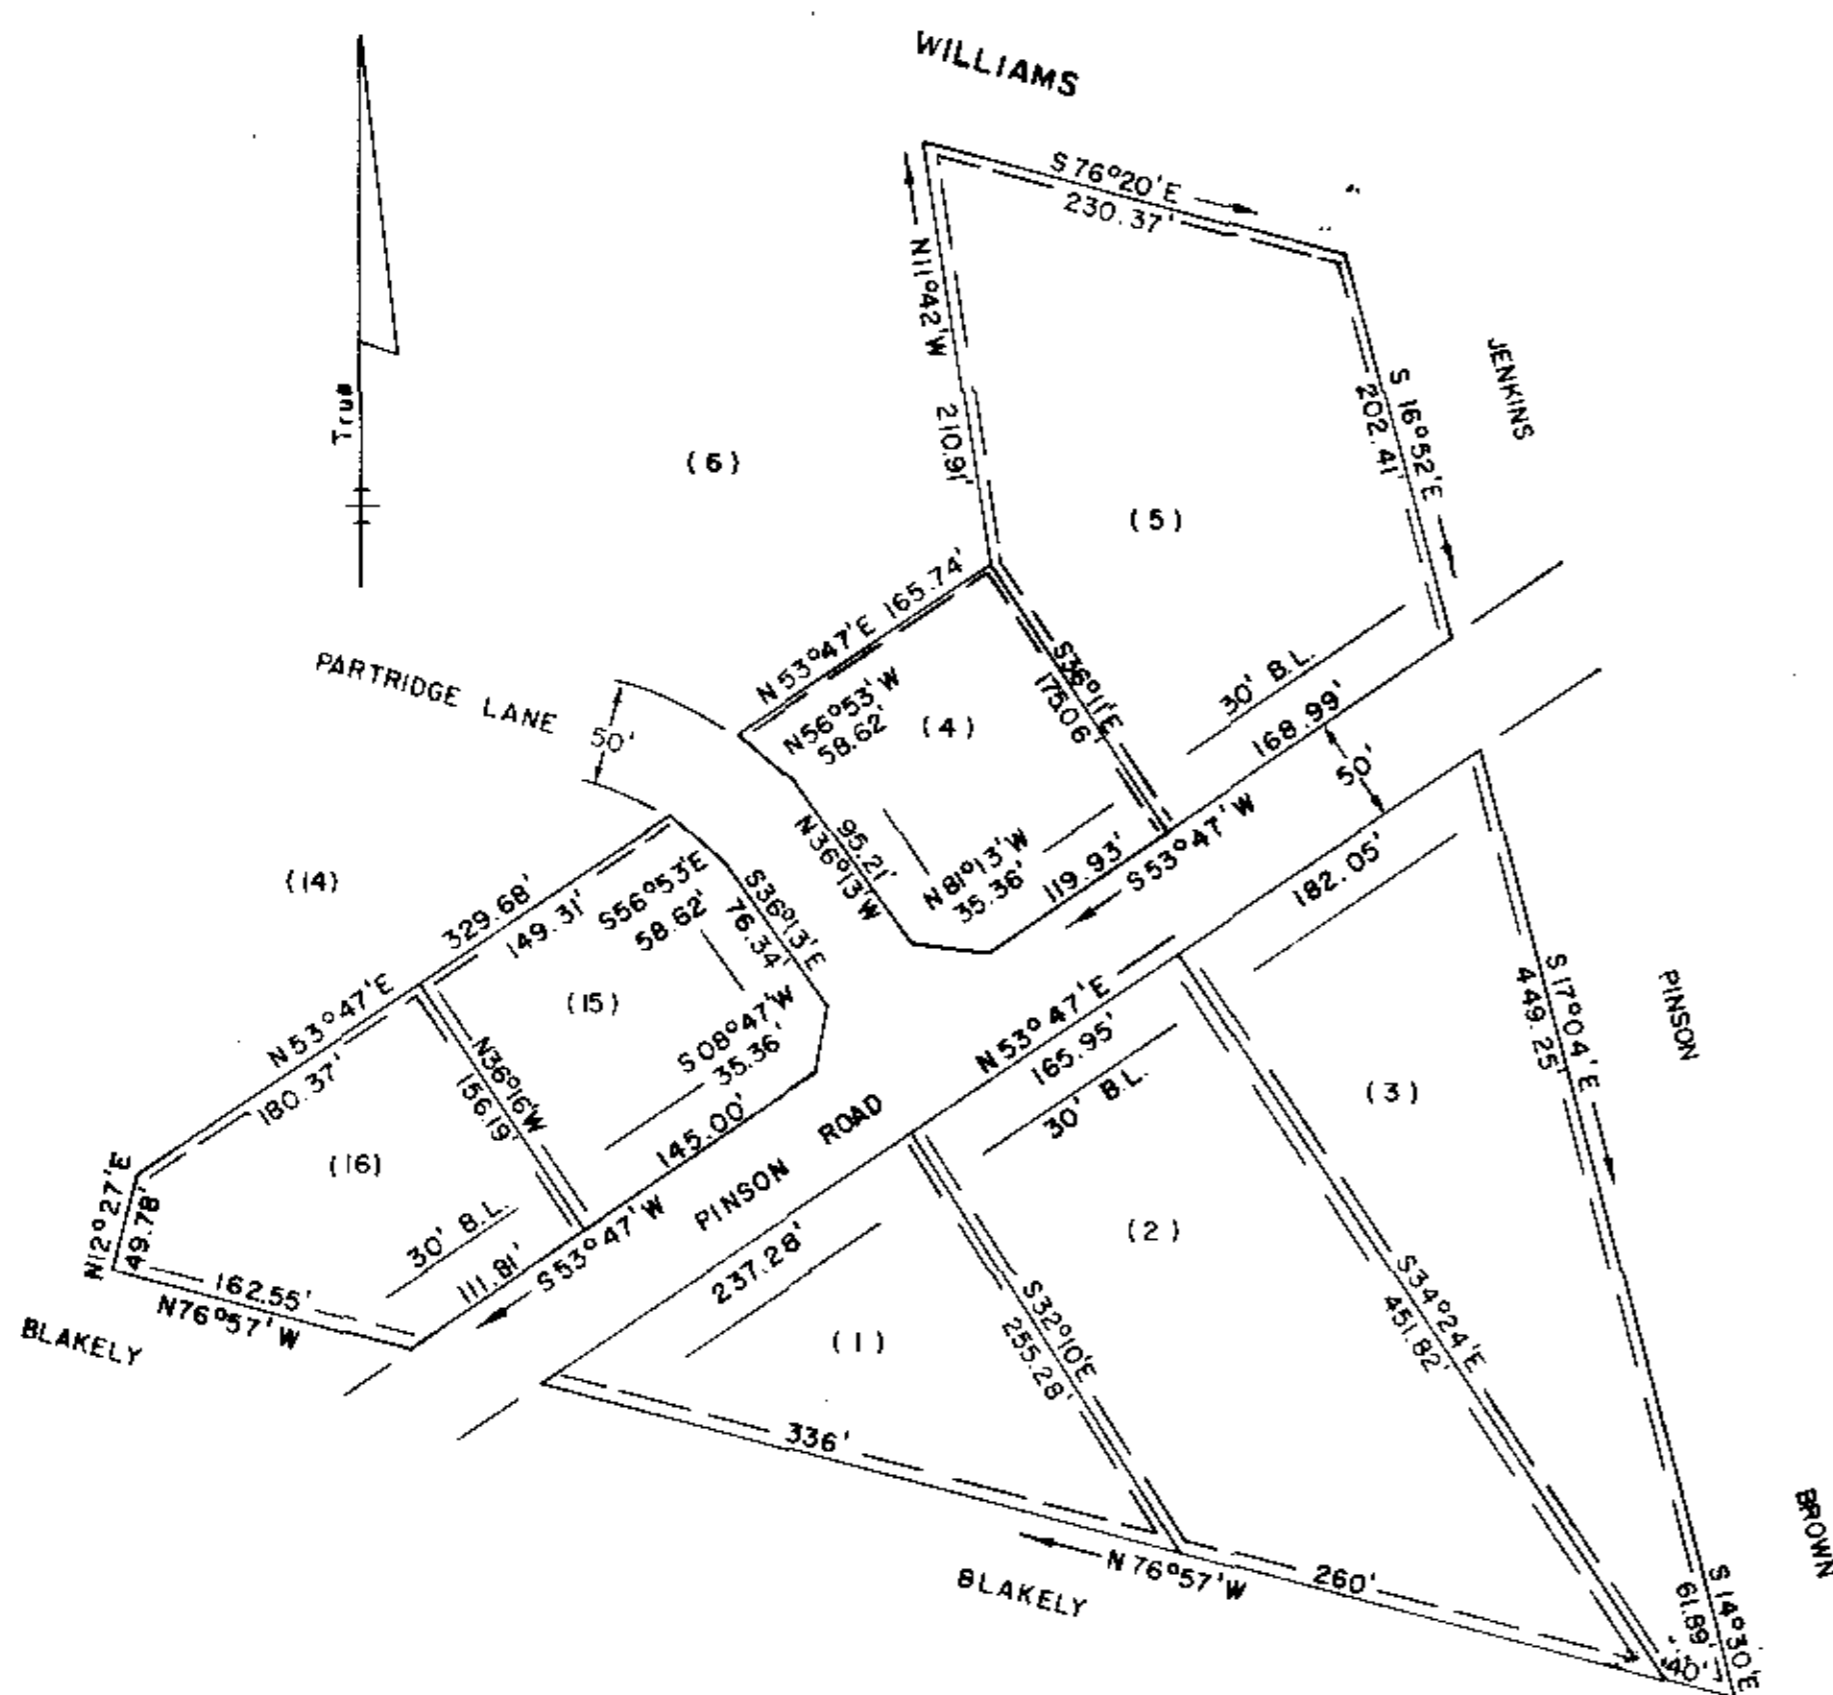 WILLIAMS
S 76°20'E
230.37'
N11°42'W
210.91'
S 16°52'E
202.41'
JENKINS
True
(6)
(5)
N 53°47'E 165.74'
PARTRIDGE LANE
50'
N56°53'W
58.62'
(4)
S36°11'E
175.06'
30' B.L.
168.99'
50'
95.21'
N36°13'W
N81°13'W
35.36'
119.93'
S53°47'W
182.05'
(14)
329.68'
149.31'
S56°53'E
58.62'
S36°13'E
76.34'
N53°47'E
180.37'
(15)
N36°16'W
156.19'
S08°47'W
35.36'
145.00'
N53°47'E
165.95'
30' B.L.
S17°04'E
449.25'
PINSON
(3)
PINSON ROAD
(16)
N12°27'E
49.78'
162.55'
N76°57'W
30' B.L.
111.81'
S53°47'W
BLAKELY
237.28'
(1)
S32°10'E
255.28'
(2)
S34°24'E
451.82'
336'
N76°57'W
BLAKELY
260'
BROWN
61.89'
S14°30'E
40'